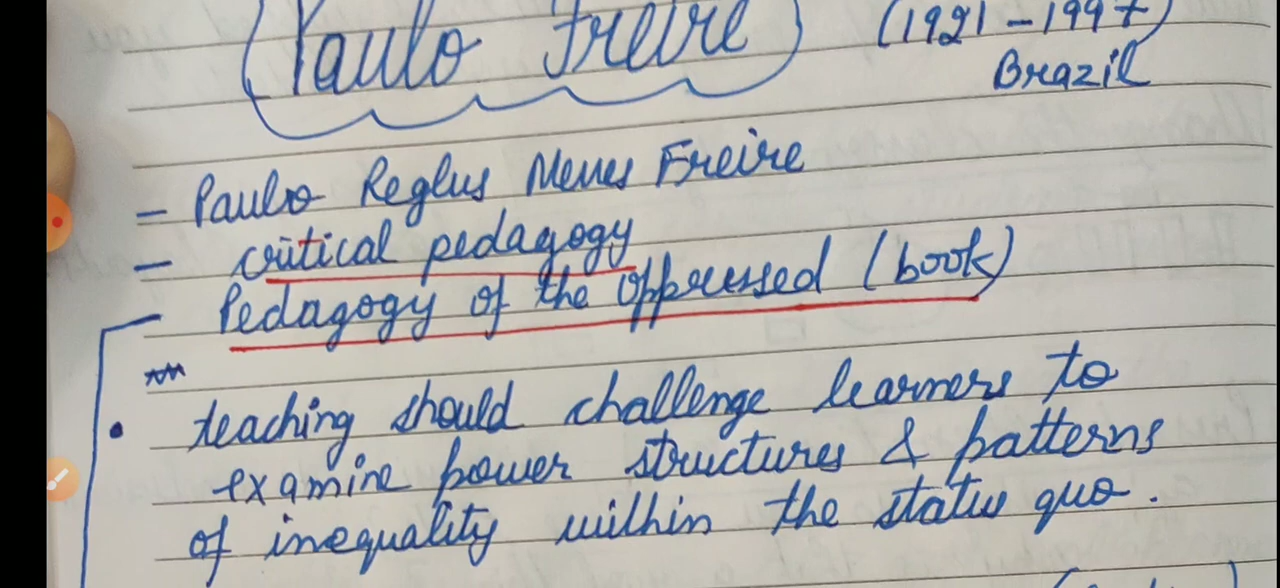 (Paulo Freire) (1921-1997)
Brazil
- Paulo Reglus Neves Freire
- critical pedagogy
- Pedagogy of the Oppressed (book)
• teaching should challenge learners to
examine power structures & patterns
of inequality within the status quo.